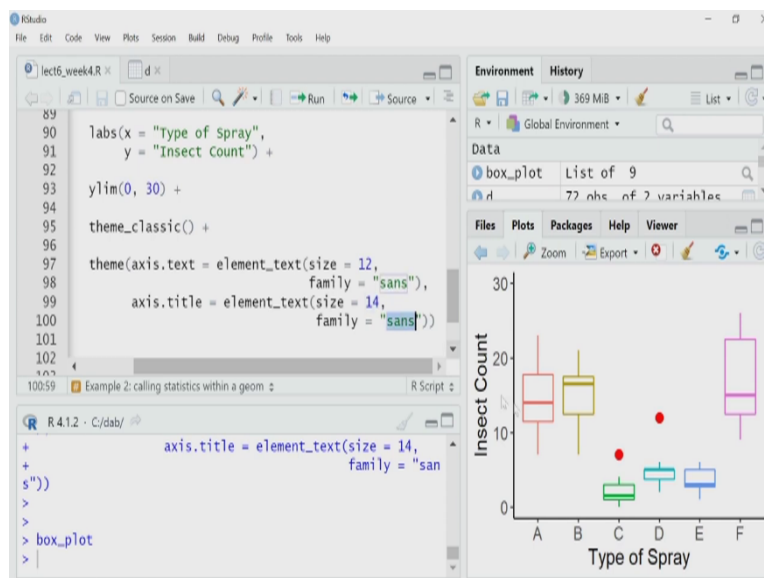 RStudio
File Edit Code View Plots Session Build Debug Profile Tools Help
lect6_week4.R × d ×
Source on Save Run Source
89
90 labs(x = "Type of Spray",
91 y = "Insect Count") +
92
93 ylim(0, 30) +
94
95 theme_classic() +
96
97 theme(axis.text = element_text(size = 12,
98 family = "sans"),
99 axis.title = element_text(size = 14,
100 family = "sans"))
101
102
100:59 Example 2: calling statistics within a geom R Script
R 4.1.2 · C:/dab/
+ axis.title = element_text(size = 14,
+ family = "san
s"))
>
>
> box_plot
>
Environment History
369 MiB List
R Global Environment
Data
box_plot List of 9
d 72 obs. of 2 variables
Files Plots Packages Help Viewer
Zoom Export
Insect Count
30
20
10
0
A B C D E F
Type of Spray